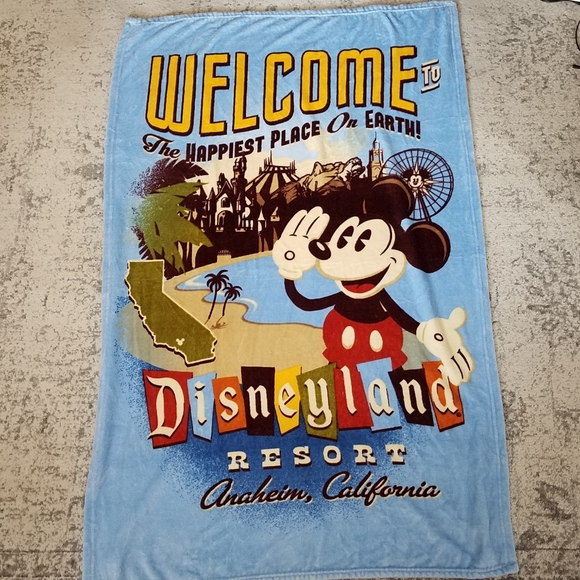 WELCOME TO
The HAPPIEST PLACE On EARTH!
Disneyland
RESORT
Anaheim, California